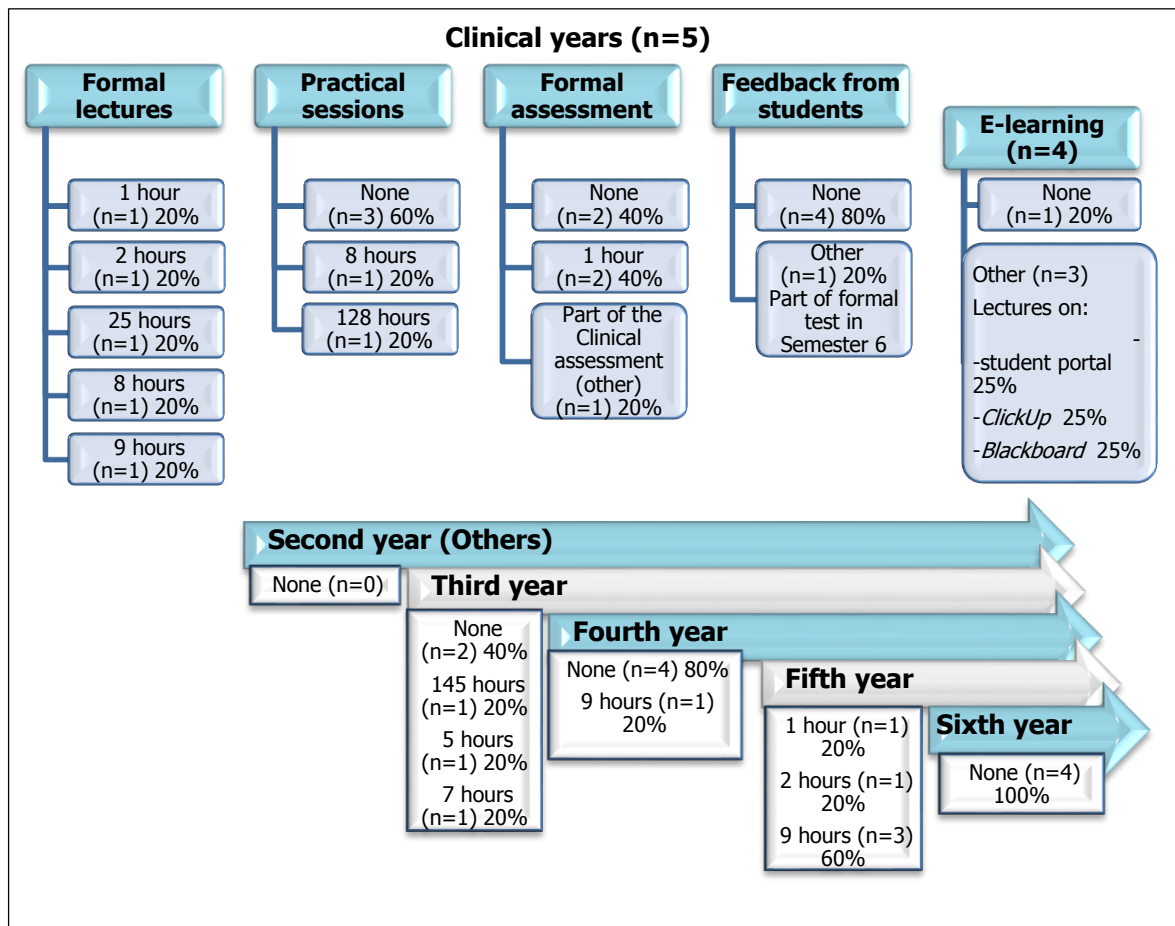 Clinical years (n=5)
Formal
lectures
1 hour
(n=1) 20%
2 hours
(n=1) 20%
25 hours
(n=1) 20%
8 hours
(n=1) 20%
9 hours
(n=1) 20%
Practical
sessions
None
(n=3) 60%
8 hours
(n=1) 20%
128 hours
(n=1) 20%
Formal
assessment
None
(n=2) 40%
1 hour
(n=2) 40%
Part of the
Clinical
assessment
(other)
(n=1) 20%
Feedback from
students
None
(n=4) 80%
Other
(n=1) 20%
Part of formal
test in
Semester 6
E-learning
(n=4)
None
(n=1) 20%
Other (n=3)
Lectures on:
-
-student portal
25%
-ClickUp 25%
-Blackboard 25%
Second year (Others)
None (n=0)
Third year
None
(n=2) 40%
145 hours
(n=1) 20%
5 hours
(n=1) 20%
7 hours
(n=1) 20%
Fourth year
None (n=4) 80%
9 hours (n=1)
20%
Fifth year
1 hour (n=1)
20%
2 hours (n=1)
20%
9 hours (n=3)
60%
Sixth year
None (n=4)
100%